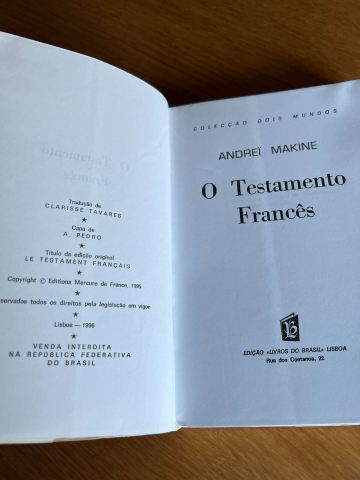 Tradução de
CLARISSE TAVARES
★
Capa de
A. PEDRO
★
Título da edição original
LE TESTAMENT FRANÇAIS
★
Copyright © Editions Mercure de France, 1995
★
servados todos os direitos pela legislação em vigor
★
Lisboa — 1996
★
VENDA INTERDITA
NA REPÚBLICA FEDERATIVA
DO BRASIL
COLECÇÃO DOIS MUNDOS
ANDREÏ MAKINE
O Testamento
Francês
EDIÇÃO «LIVROS DO BRASIL» LISBOA
Rua dos Caetanos, 22